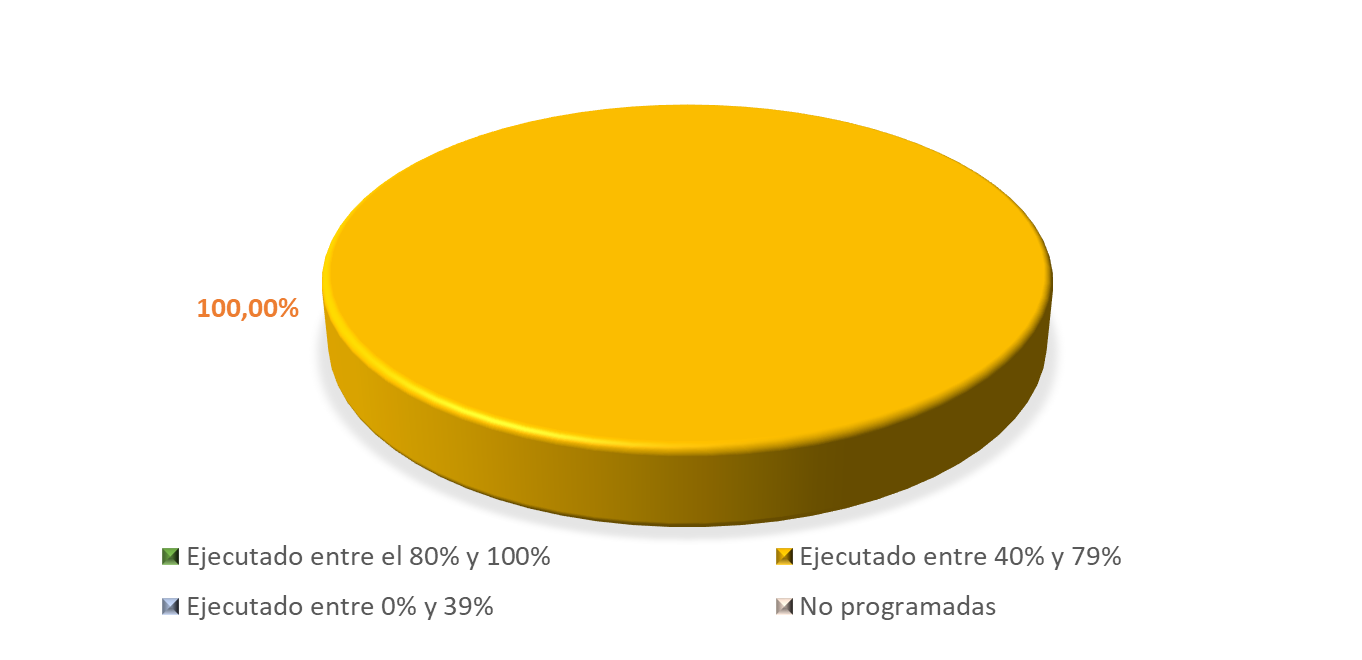 100,00%
Ejecutado entre el 80% y 100%
Ejecutado entre 40% y 79%
Ejecutado entre 0% y 39%
No programadas